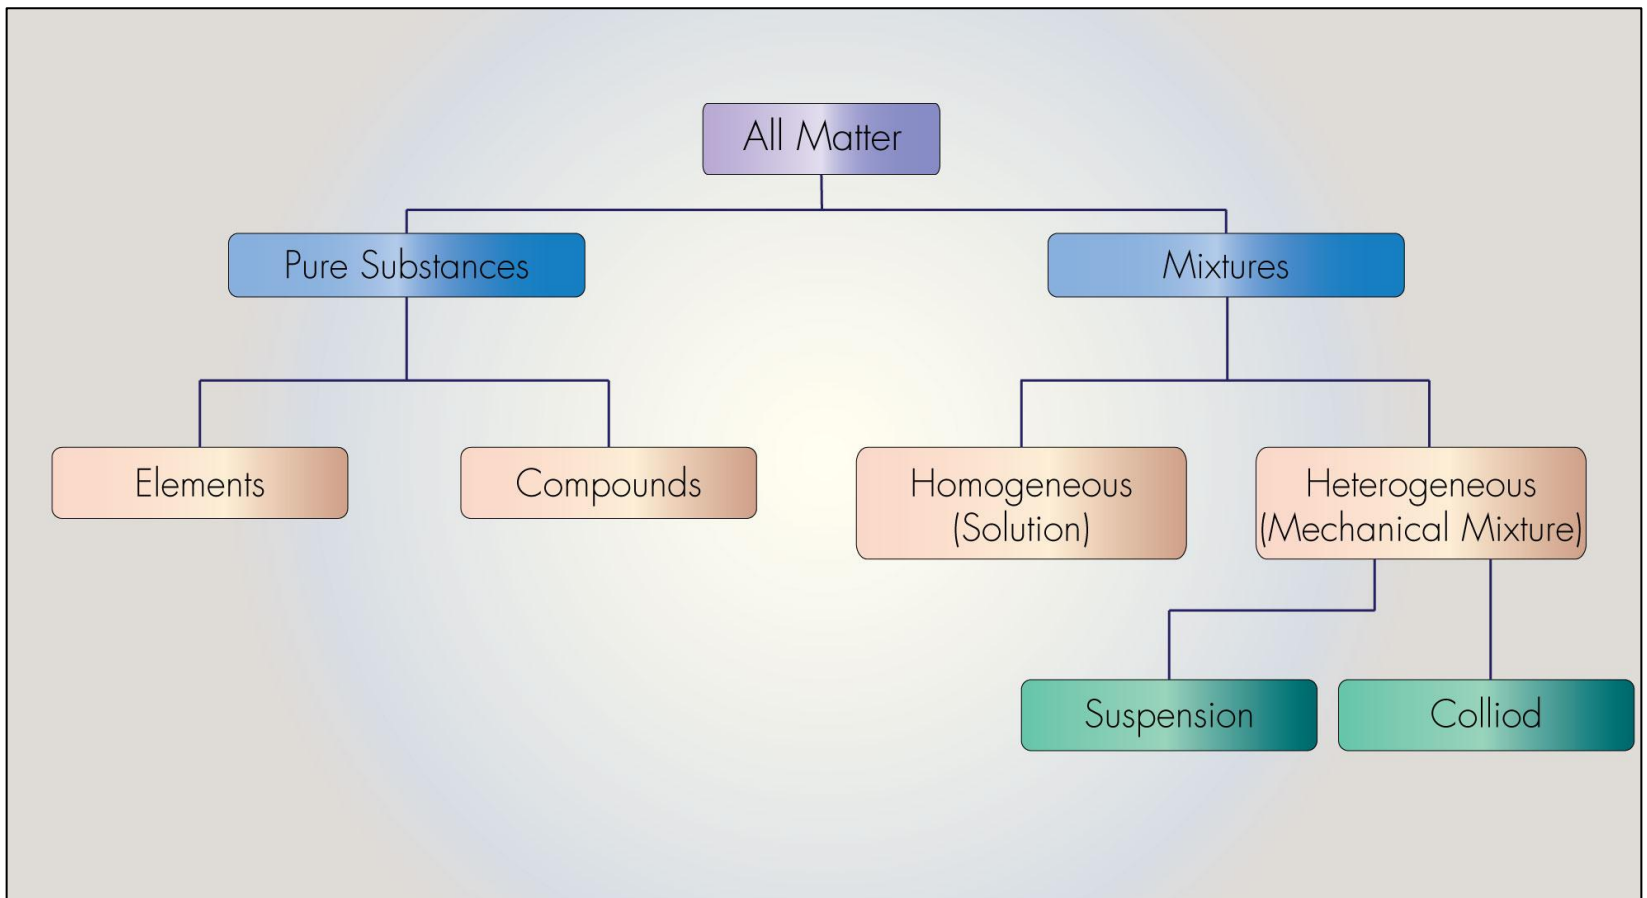 All Matter
Pure Substances
Mixtures
Elements
Compounds
Homogeneous
(Solution)
Heterogeneous
(Mechanical Mixture)
Suspension
Colliod